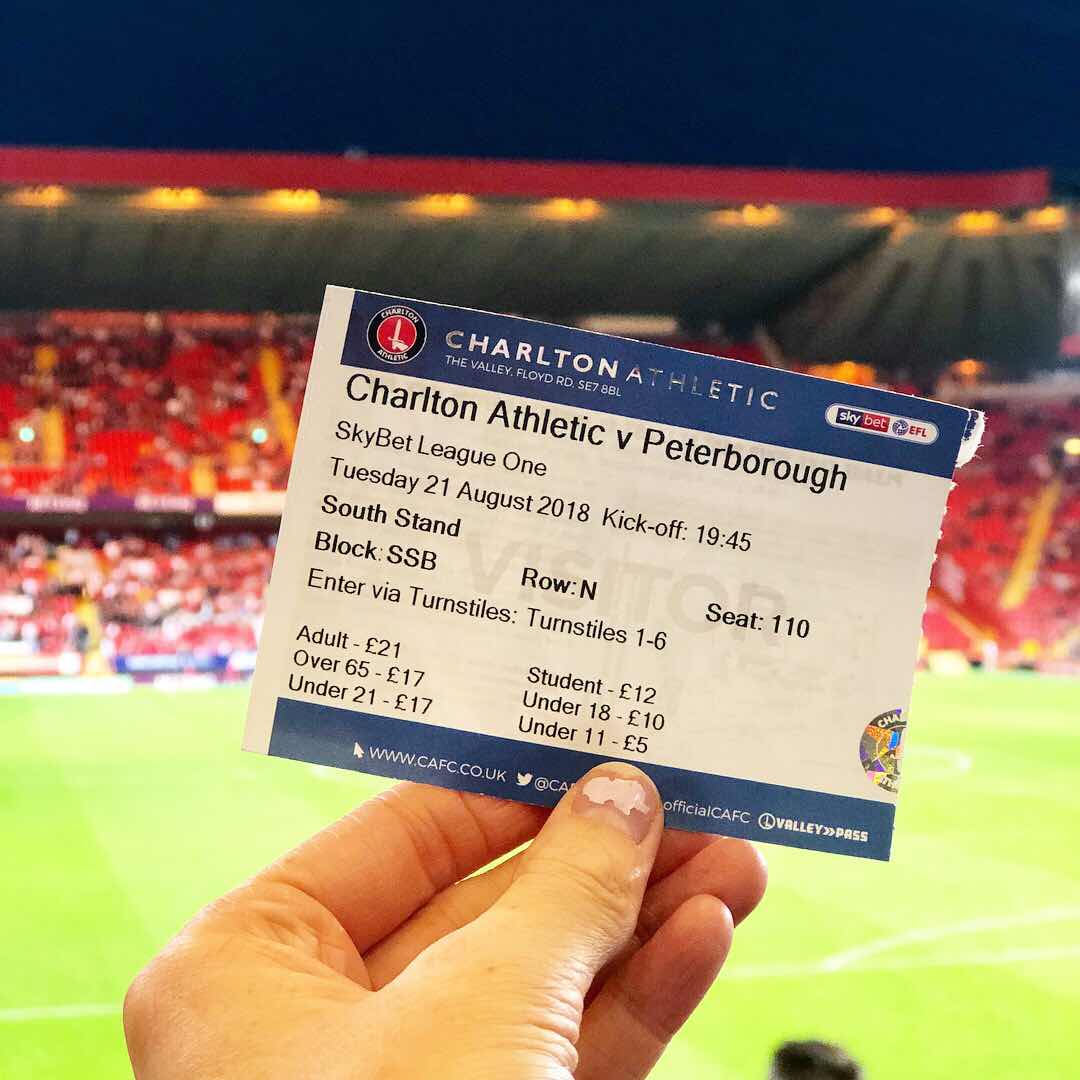 CHARLTON
ATHLETIC
CHARLTON ATHLETIC
THE VALLEY. FLOYD RD, SE7 8BL
sky bet EFL
Charlton Athletic v Peterborough
SkyBet League One
Tuesday 21 August 2018 Kick-off: 19:45
South Stand
VISITOR
Block: SSB Row: N Seat: 110
Enter via Turnstiles: Turnstiles 1-6
Adult - £21 Student - £12
Over 65 - £17 Under 18 - £10
Under 21 - £17 Under 11 - £5
WWW.CAFC.CO.UK officialCAFC VALLEY»PASS